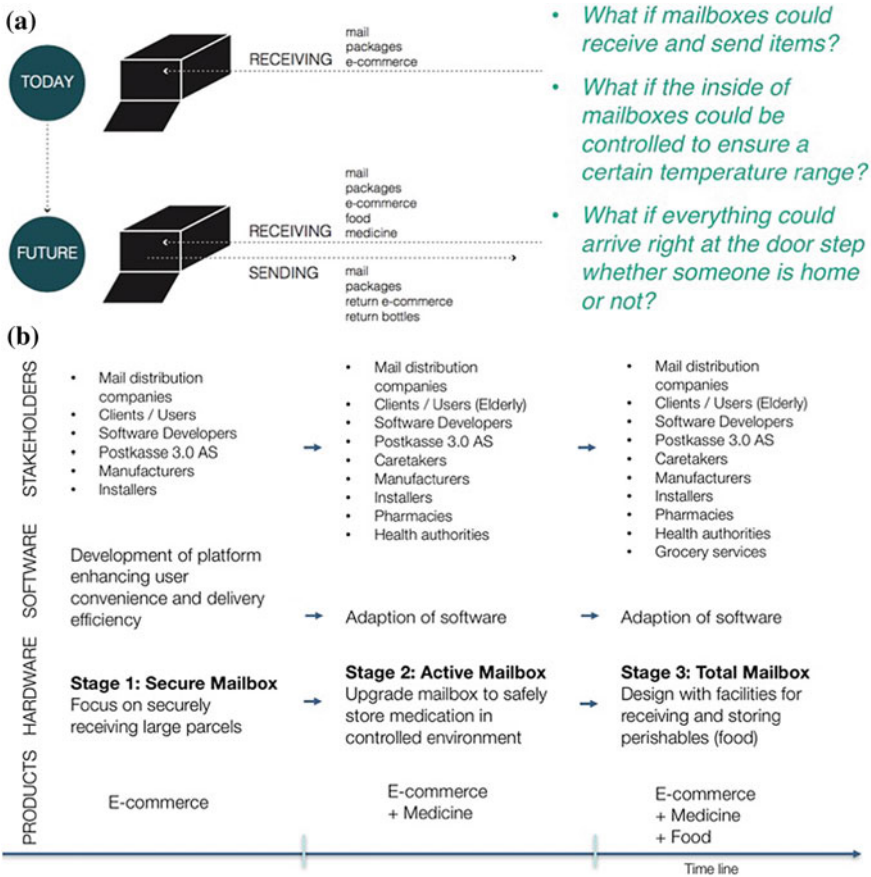 (a)
TODAY
RECEIVING
mail
packages
e-commerce
FUTURE
RECEIVING
mail
packages
e-commerce
food
medicine
SENDING
mail
packages
return e-commerce
return bottles
• What if mailboxes could
receive and send items?
• What if the inside of
mailboxes could be
controlled to ensure a
certain temperature range?
• What if everything could
arrive right at the door step
whether someone is home
or not?
(b)
STAKEHOLDERS
• Mail distribution
companies
• Clients / Users
• Software Developers
• Postkasse 3.0 AS
• Manufacturers
• Installers
• Mail distribution
companies
• Clients / Users (Elderly)
• Software Developers
• Postkasse 3.0 AS
• Caretakers
• Manufacturers
• Installers
• Pharmacies
• Health authorities
• Mail distribution
companies
• Clients / Users (Elderly)
• Software Developers
• Postkasse 3.0 AS
• Caretakers
• Manufacturers
• Installers
• Pharmacies
• Health authorities
• Grocery services
SOFTWARE
Development of platform
enhancing user
convenience and delivery
efficiency
Adaption of software
Adaption of software
HARDWARE
Stage 1: Secure Mailbox
Focus on securely
receiving large parcels
Stage 2: Active Mailbox
Upgrade mailbox to safely
store medication in
controlled environment
Stage 3: Total Mailbox
Design with facilities for
receiving and storing
perishables (food)
PRODUCTS
E-commerce
E-commerce
+ Medicine
E-commerce
+ Medicine
+ Food
Time line